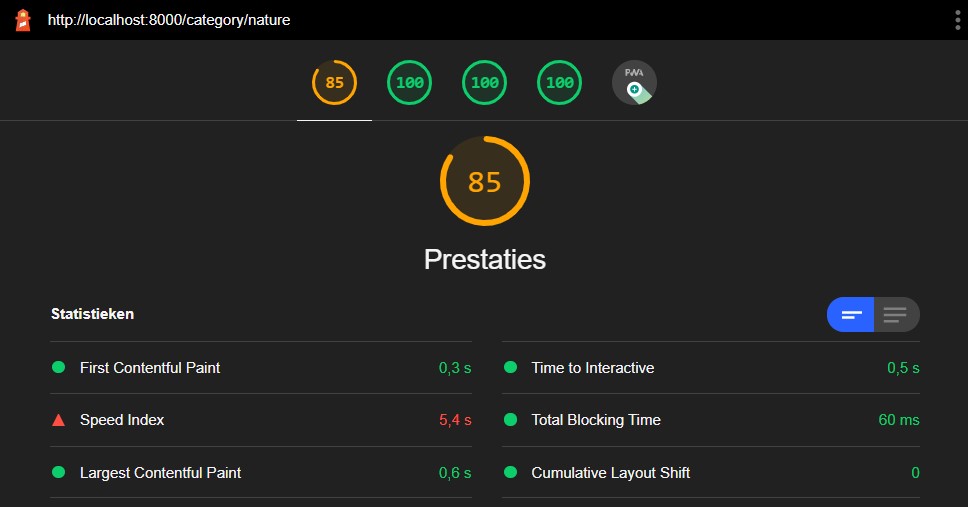 http://localhost:8000/category/nature
85 100 100 100 PWA
85
Prestaties
Statistieken
First Contentful Paint 0,3 s Time to Interactive 0,5 s
Speed Index 5,4 s Total Blocking Time 60 ms
Largest Contentful Paint 0,6 s Cumulative Layout Shift 0